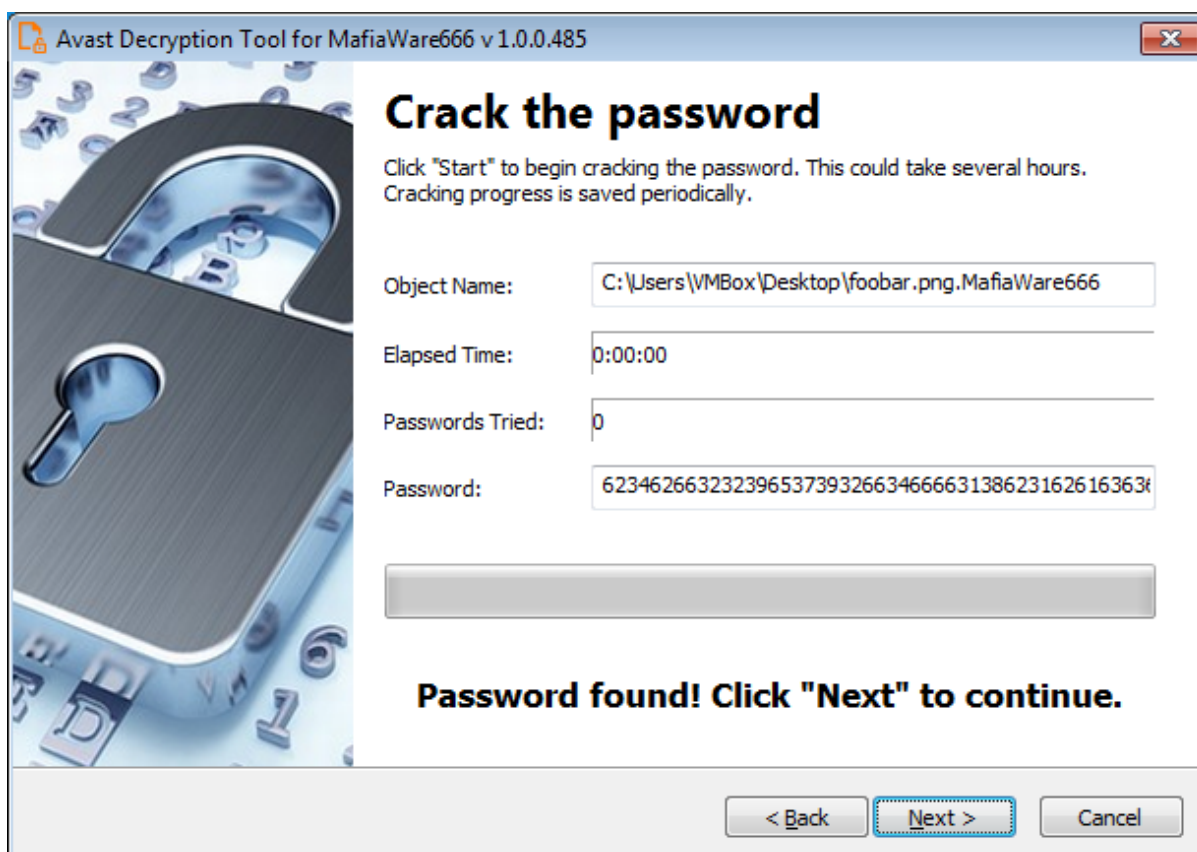 Avast Decryption Tool for MafiaWare666 v 1.0.0.485
Crack the password
Click "Start" to begin cracking the password. This could take several hours.
Cracking progress is saved periodically.
Object Name: C:\Users\VMBox\Desktop\foobar.png.MafiaWare666
Elapsed Time: 0:00:00
Passwords Tried: 0
Password: 
Password found! Click "Next" to continue.
< Back Next > Cancel